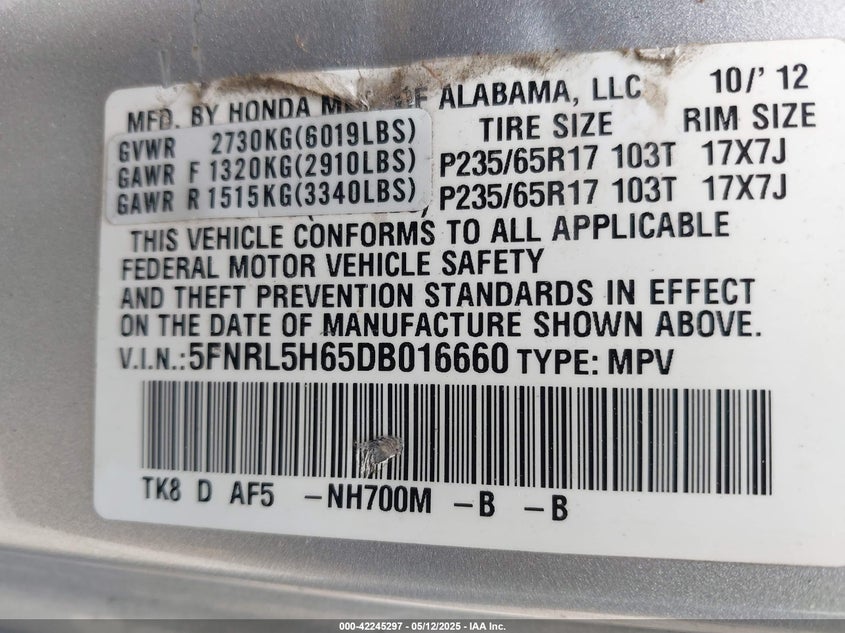 MFD. BY HONDA OF ALABAMA, LLC 10/' 12
TIRE SIZE RIM SIZE
GVWR 2730KG(6019LBS)
GAWR F 1320KG(2910LBS) P235/65R17 103T 17X7J
GAWR R 1515KG(3340LBS) P235/65R17 103T 17X7J
THIS VEHICLE CONFORMS TO ALL APPLICABLE
FEDERAL MOTOR VEHICLE SAFETY
AND THEFT PREVENTION STANDARDS IN EFFECT
ON THE DATE OF MANUFACTURE SHOWN ABOVE.
V.I.N.:5FNRL5H65DB016660 TYPE: MPV
TK8 D AF5 -NH700M -B -B
000-42245297 - 05/12/2025 - IAA Inc.